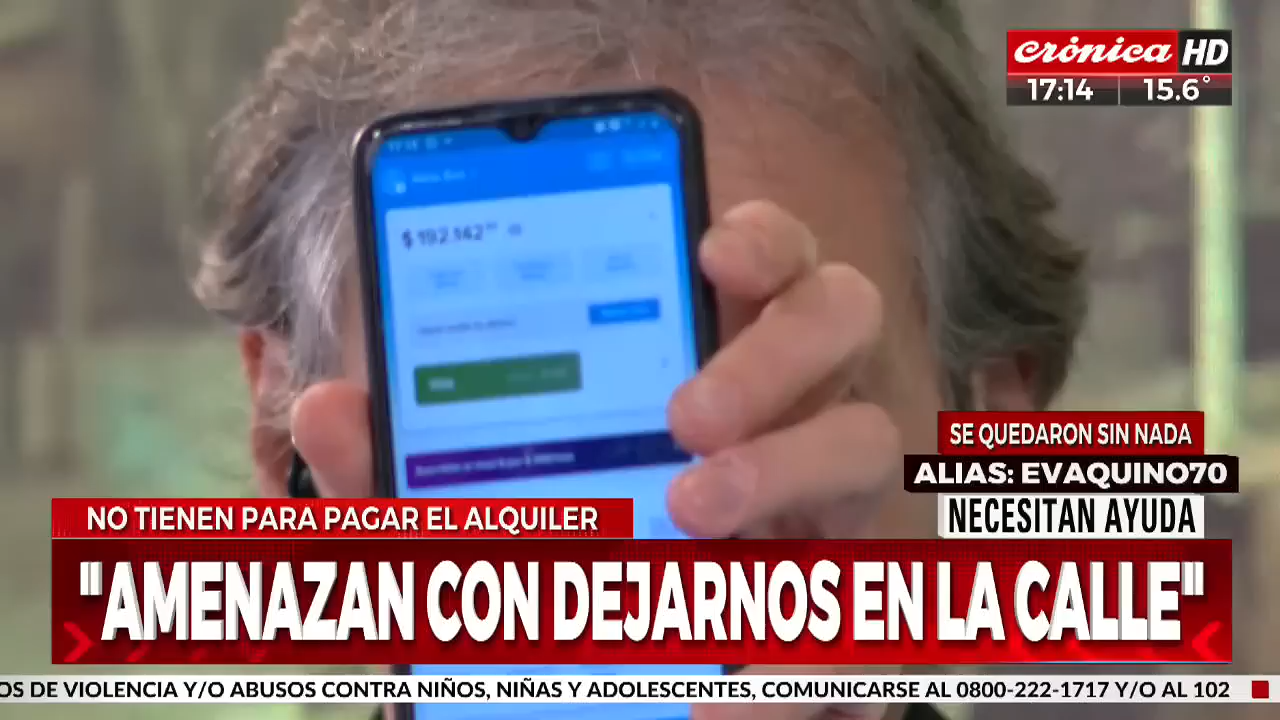 crónica HD
17:14 15.6°
$ 192.142
SE QUEDARON SIN NADA
ALIAS: EVAQUINO70
NECESITAN AYUDA
NO TIENEN PARA PAGAR EL ALQUILER
"AMENAZAN CON DEJARNOS EN LA CALLE"
OS DE VIOLENCIA Y/O ABUSOS CONTRA NIÑOS, NIÑAS Y ADOLESCENTES, COMUNICARSE AL 0800-222-1717 Y/O AL 102